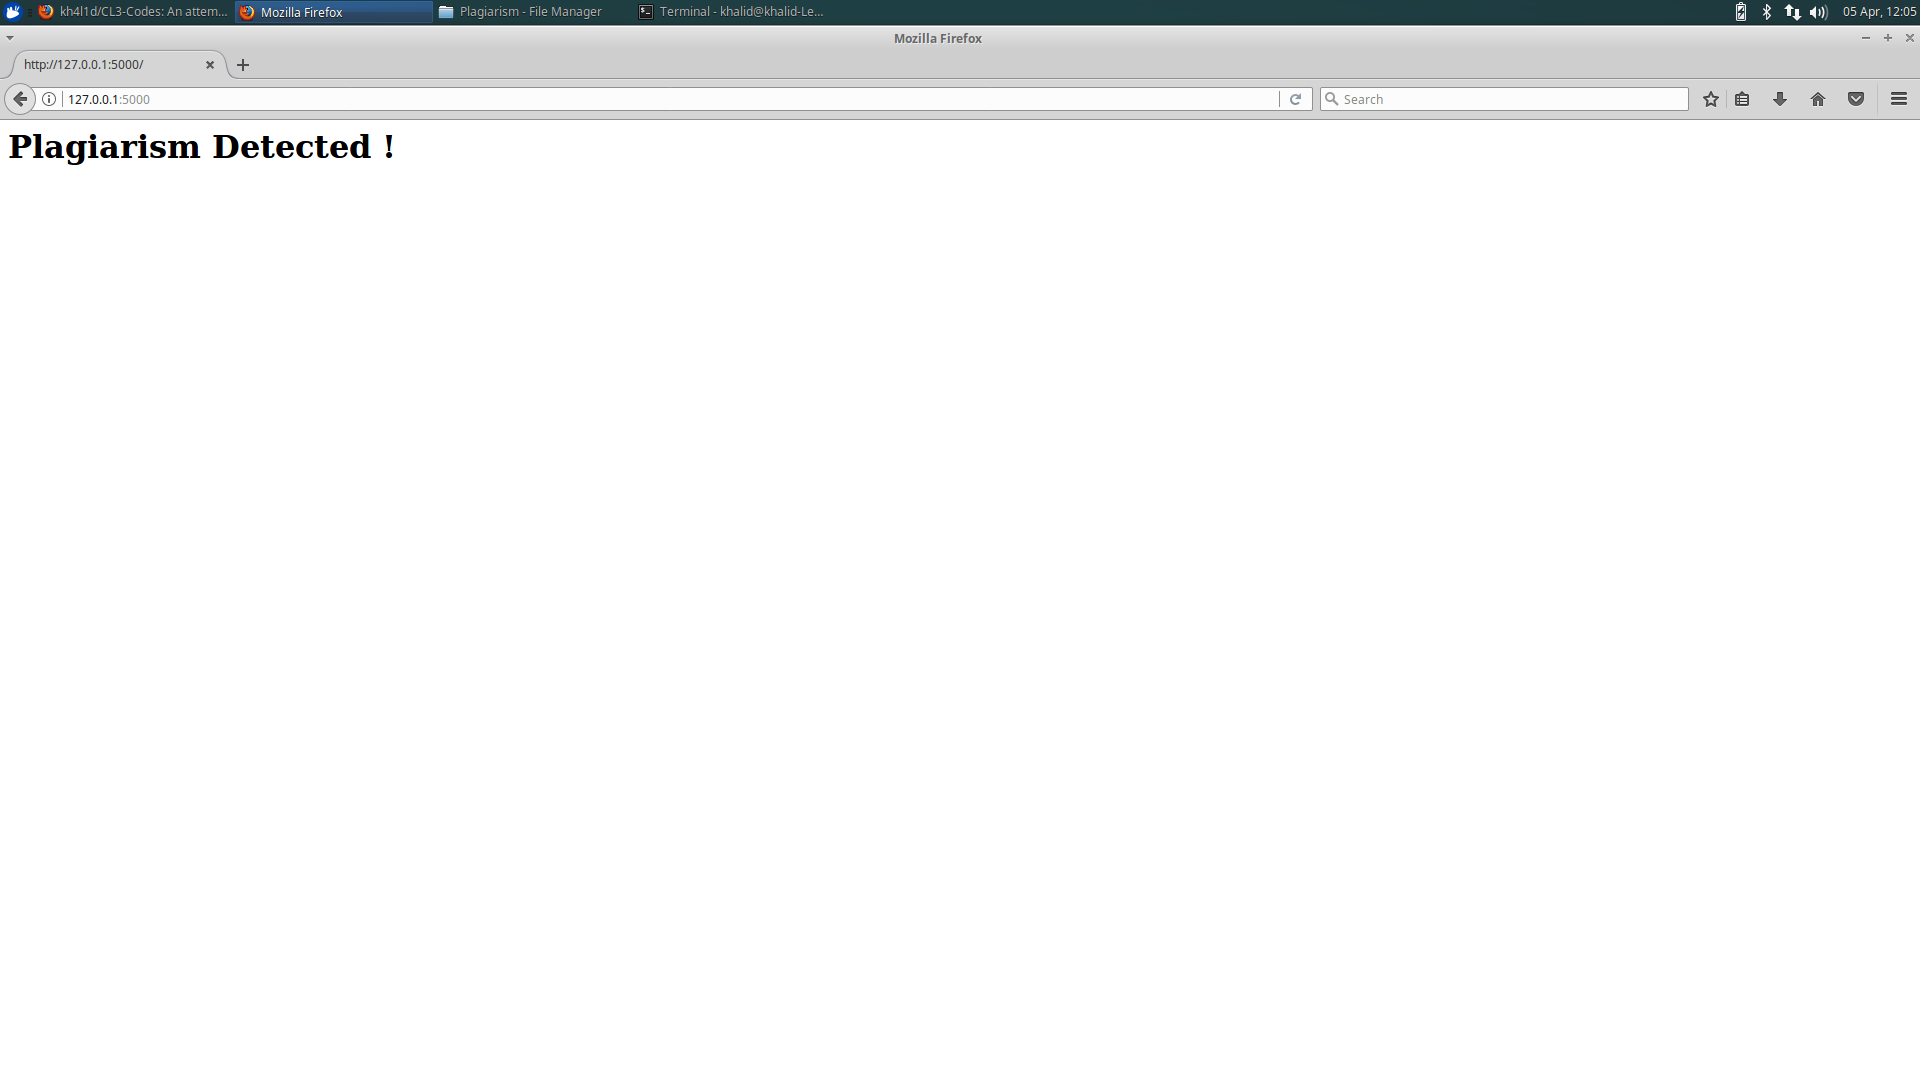 kh4l1d/CL3-Codes: An attem... Mozilla Firefox Plagiarism - File Manager Terminal - khalid@khalid-Le... 05 Apr, 12:05
Mozilla Firefox
http://127.0.0.1:5000/
127.0.0.1:5000 Search
Plagiarism Detected !